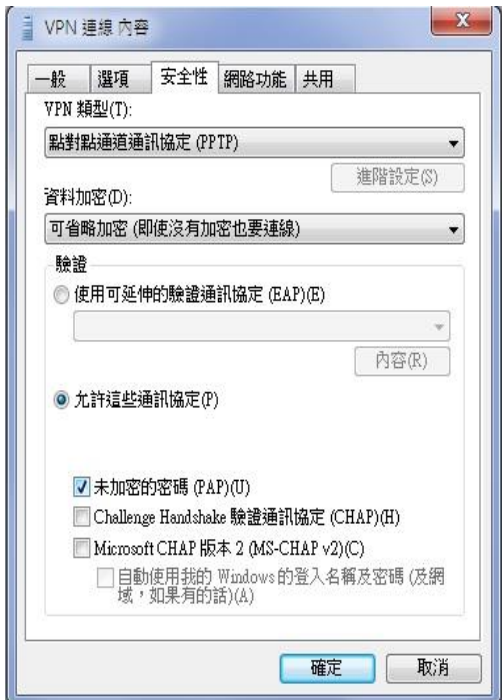 VPN 連線 內容
一般 選項 安全性 網路功能 共用
VPN 類型(T):
點對點通道通訊協定 (PPTP)
進階設定(S)
資料加密(D):
可省略加密 (即使沒有加密也要連線)
驗證
使用可延伸的驗證通訊協定 (EAP)(E)
內容(R)
允許這些通訊協定(P)
未加密的密碼 (PAP)(U)
Challenge Handshake 驗證通訊協定 (CHAP)(H)
Microsoft CHAP 版本 2 (MS-CHAP v2)(C)
自動使用我的 Windows 的登入名稱及密碼 (及網
域，如果有的話)(A)
確定 取消